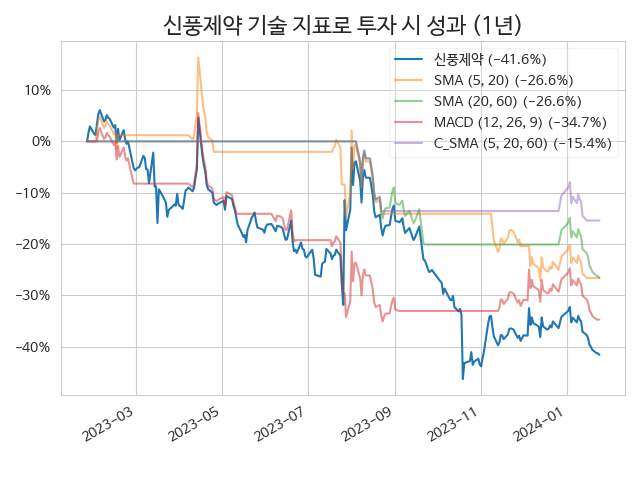 신풍제약 기술 지표로 투자 시 성과 (1년)
신풍제약 (−41.6%)
SMA (5, 20) (−26.6%)
SMA (20, 60) (−26.6%)
MACD (12, 26, 9) (−34.7%)
C_SMA (5, 20, 60) (−15.4%)
10%
0%
−10%
−20%
−30%
−40%
2023−03
2023−05
2023−07
2023−09
2023−11
2024−01